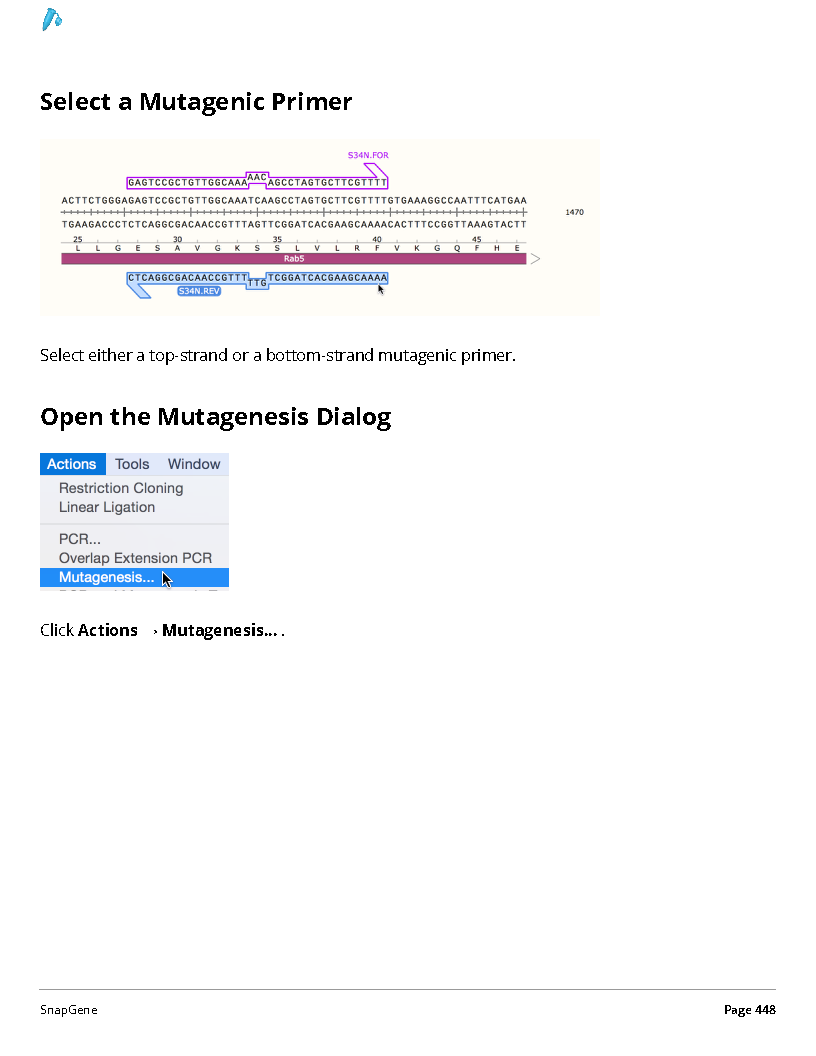 Select a Mutagenic Primer
S34N.FOR
AAC
GAGTCCGCTGTTGGCAAA AGCCTAGTGCTTCGTTTT
ACTTCTGGGAGAGTCCGCTGTTGGCAAATCAAGCCTAGTGCTTCGTTTTGTGAAAGGCCAATTTCATGAA
1470
TGAAGACCCTCTCAGGCGACAACCGTTTAGTTCGGATCACGAAGCAAAACACTTTCCGGTTAAAGTACTT
25 30 35 40 45
L L G E S A V G K S S L V L R F V K G Q F H E
Rab5
CTCAGGCGACAACCGTTT TCGGATCACGAAGCAAAA
TTG
S34N.REV
Select either a top-strand or a bottom-strand mutagenic primer.
Open the Mutagenesis Dialog
Actions Tools Window
Restriction Cloning
Linear Ligation
PCR...
Overlap Extension PCR
Mutagenesis...
Click Actions → Mutagenesis... .
SnapGene
Page 448